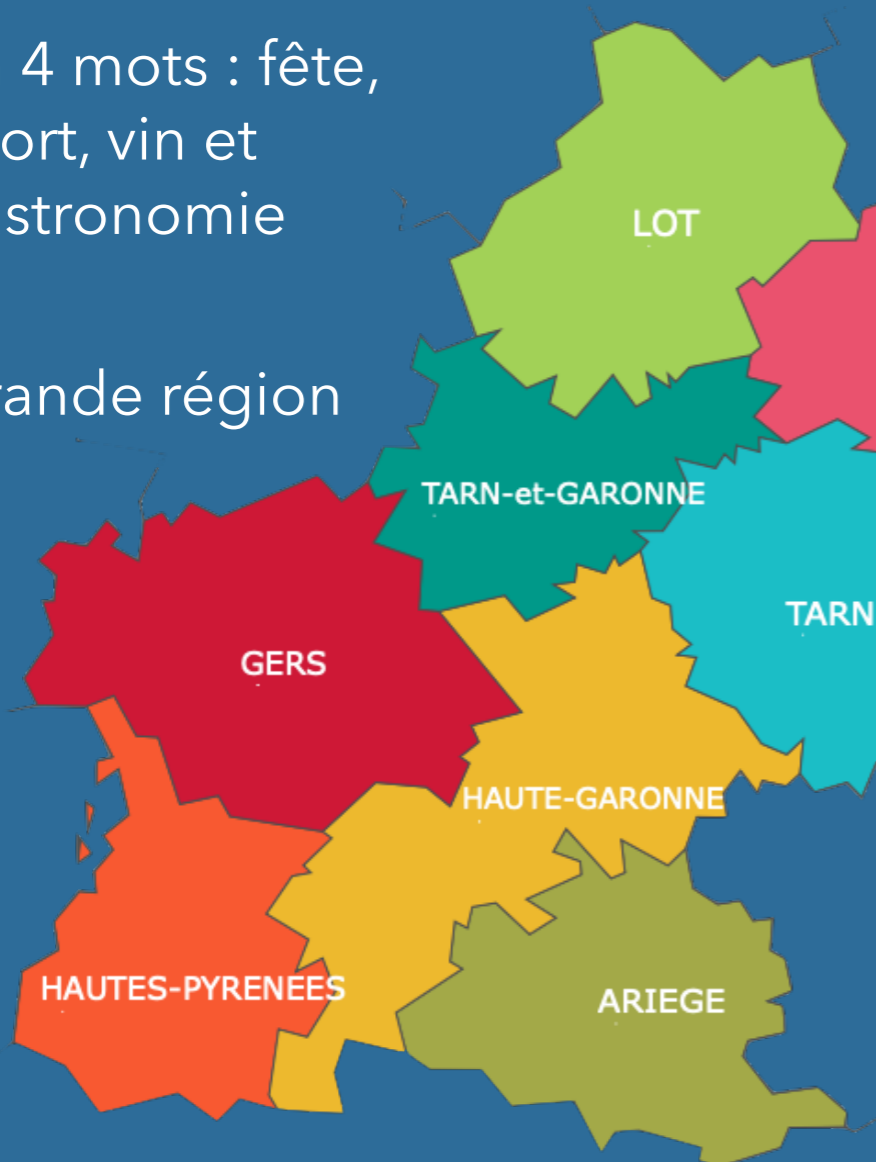 4 mots : fête,
ort, vin et
stronomie
rande région
LOT
TARN-et-GARONNE
TARN
GERS
HAUTE-GARONNE
HAUTES-PYRENEES
ARIEGE